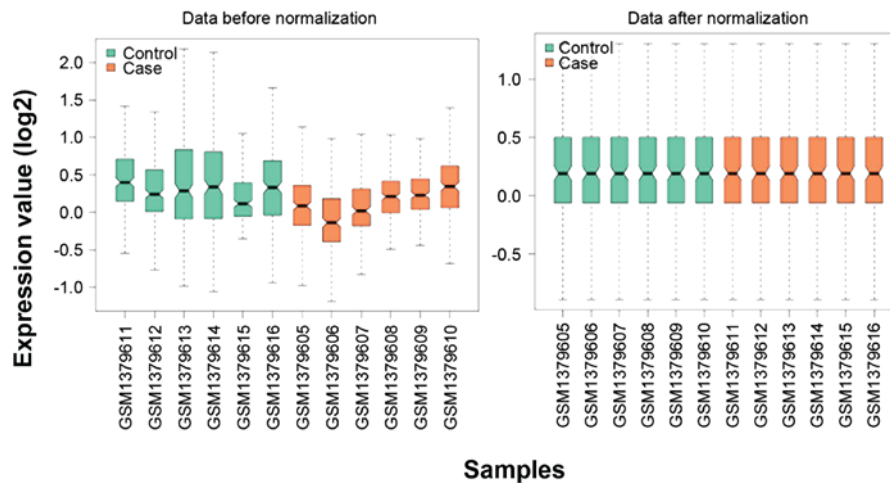 Data before normalization
Data after normalization
Expression value (log2)
Control
Case
2.0
1.5
1.0
0.5
0.0
-0.5
-1.0
GSM1379611
GSM1379612
GSM1379613
GSM1379614
GSM1379615
GSM1379616
GSM1379605
GSM1379606
GSM1379607
GSM1379608
GSM1379609
GSM1379610
Control
Case
1.0
0.5
0.0
-0.5
GSM1379605
GSM1379606
GSM1379607
GSM1379608
GSM1379609
GSM1379610
GSM1379611
GSM1379612
GSM1379613
GSM1379614
GSM1379615
GSM1379616
Samples